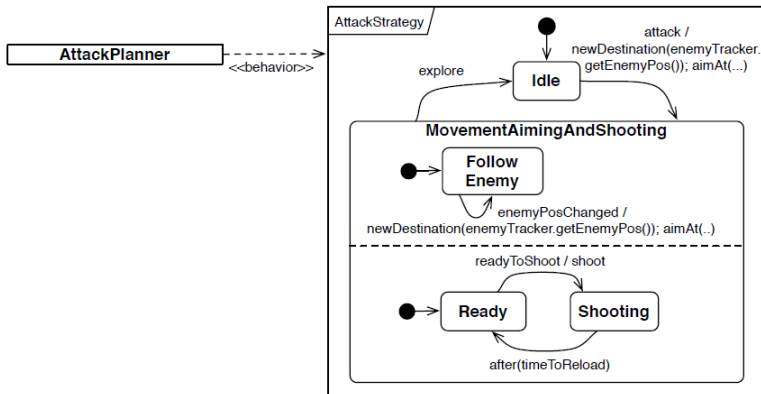 AttackStrategy
AttackPlanner
<<behavior>>
attack /
newDestination(enemyTracker.
getEnemyPos()); aimAt(...)
explore
Idle
MovementAimingAndShooting
Follow
Enemy
enemyPosChanged /
newDestination(enemyTracker.getEnemyPos()); aimAt(..)
readyToShoot / shoot
Ready
Shooting
after(timeToReload)